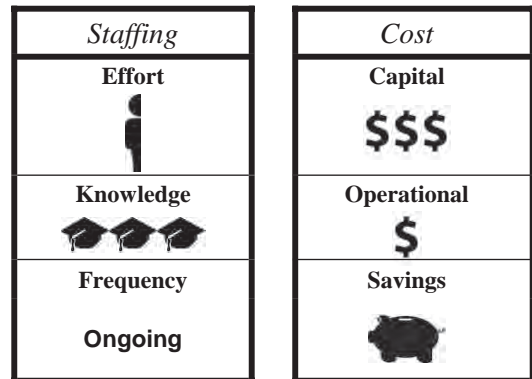 Staffing
Effort
Knowledge
Frequency
Ongoing
Cost
Capital
$$$
Operational
$
Savings